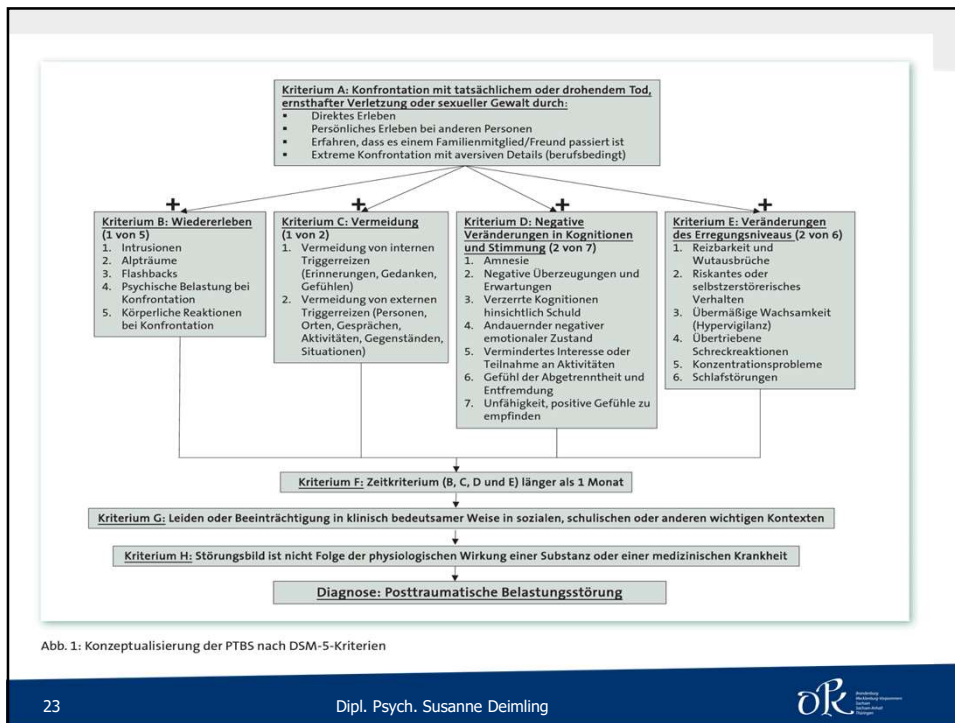 Kriterium A: Konfrontation mit tatsächlichem oder drohendem Tod,
ernsthafter Verletzung oder sexueller Gewalt durch:
▪ Direktes Erleben
▪ Persönliches Erleben bei anderen Personen
▪ Erfahren, dass es einem Familienmitglied/Freund passiert ist
▪ Extreme Konfrontation mit aversiven Details (berufsbedingt)
+
Kriterium B: Wiedererleben
(1 von 5)
1. Intrusionen
2. Alpträume
3. Flashbacks
4. Psychische Belastung bei
Konfrontation
5. Körperliche Reaktionen
bei Konfrontation
+
Kriterium C: Vermeidung
(1 von 2)
1. Vermeidung von internen
Triggerreizen
(Erinnerungen, Gedanken,
Gefühlen)
2. Vermeidung von externen
Triggerreizen (Personen,
Orten, Gesprächen,
Aktivitäten, Gegenständen,
Situationen)
+
Kriterium D: Negative
Veränderungen in Kognitionen
und Stimmung (2 von 7)
1. Amnesie
2. Negative Überzeugungen und
Erwartungen
3. Verzerrte Kognitionen
hinsichtlich Schuld
4. Andauernder negativer
emotionaler Zustand
5. Vermindertes Interesse oder
Teilnahme an Aktivitäten
6. Gefühl der Abgetrenntheit und
Entfremdung
7. Unfähigkeit, positive Gefühle zu
empfinden
+
Kriterium E: Veränderungen
des Erregungsniveaus (2 von 6)
1. Reizbarkeit und
Wutausbrüche
2. Riskantes oder
selbstzerstörerisches
Verhalten
3. Übermäßige Wachsamkeit
(Hypervigilanz)
4. Übertriebene
Schreckreaktionen
5. Konzentrationsprobleme
6. Schlafstörungen
Kriterium F: Zeitkriterium (B, C, D und E) länger als 1 Monat
Kriterium G: Leiden oder Beeinträchtigung in klinisch bedeutsamer Weise in sozialen, schulischen oder anderen wichtigen Kontexten
Kriterium H: Störungsbild ist nicht Folge der physiologischen Wirkung einer Substanz oder einer medizinischen Krankheit
Diagnose: Posttraumatische Belastungsstörung
Abb. 1: Konzeptualisierung der PTBS nach DSM-5-Kriterien
23
Dipl. Psych. Susanne Deimling
Brandenburg
Mecklenburg-Vorpommern
Sachsen
Sachsen-Anhalt
Thüringen